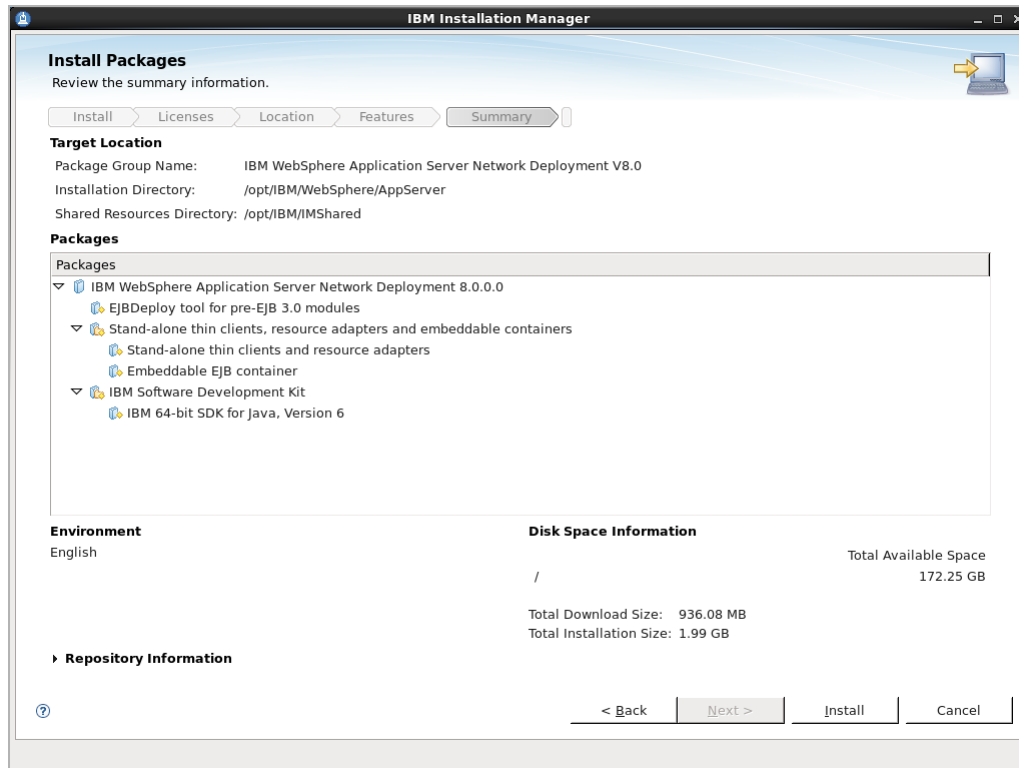 IBM Installation Manager
Install Packages
Review the summary information.
Install Licenses Location Features Summary
Target Location
Package Group Name: IBM WebSphere Application Server Network Deployment V8.0
Installation Directory: /opt/IBM/WebSphere/AppServer
Shared Resources Directory: /opt/IBM/IMShared
Packages
Packages
IBM WebSphere Application Server Network Deployment 8.0.0.0
EJBDeploy tool for pre-EJB 3.0 modules
Stand-alone thin clients, resource adapters and embeddable containers
Stand-alone thin clients and resource adapters
Embeddable EJB container
IBM Software Development Kit
IBM 64-bit SDK for Java, Version 6
Environment
English
Disk Space Information
Total Available Space
/ 172.25 GB
Total Download Size: 936.08 MB
Total Installation Size: 1.99 GB
Repository Information
? < Back Next > Install Cancel